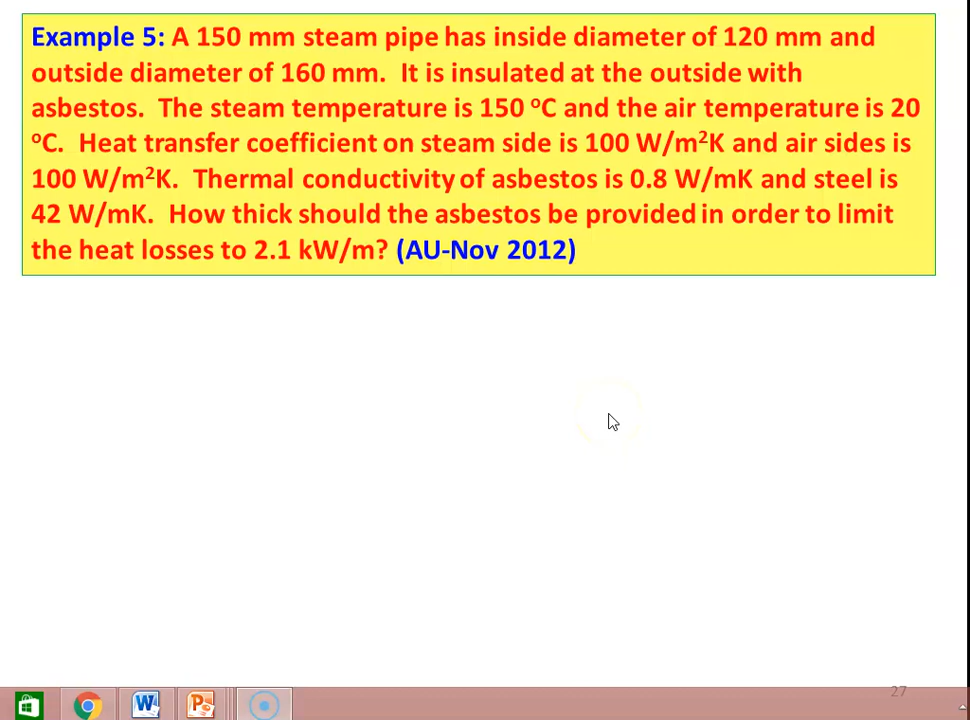 Example 5: A 150 mm steam pipe has inside diameter of 120 mm and
outside diameter of 160 mm. It is insulated at the outside with
asbestos. The steam temperature is 150 °C and the air temperature is 20
°C. Heat transfer coefficient on steam side is 100 W/m²K and air sides is
100 W/m²K. Thermal conductivity of asbestos is 0.8 W/mK and steel is
42 W/mK. How thick should the asbestos be provided in order to limit
the heat losses to 2.1 kW/m? (AU-Nov 2012)
27